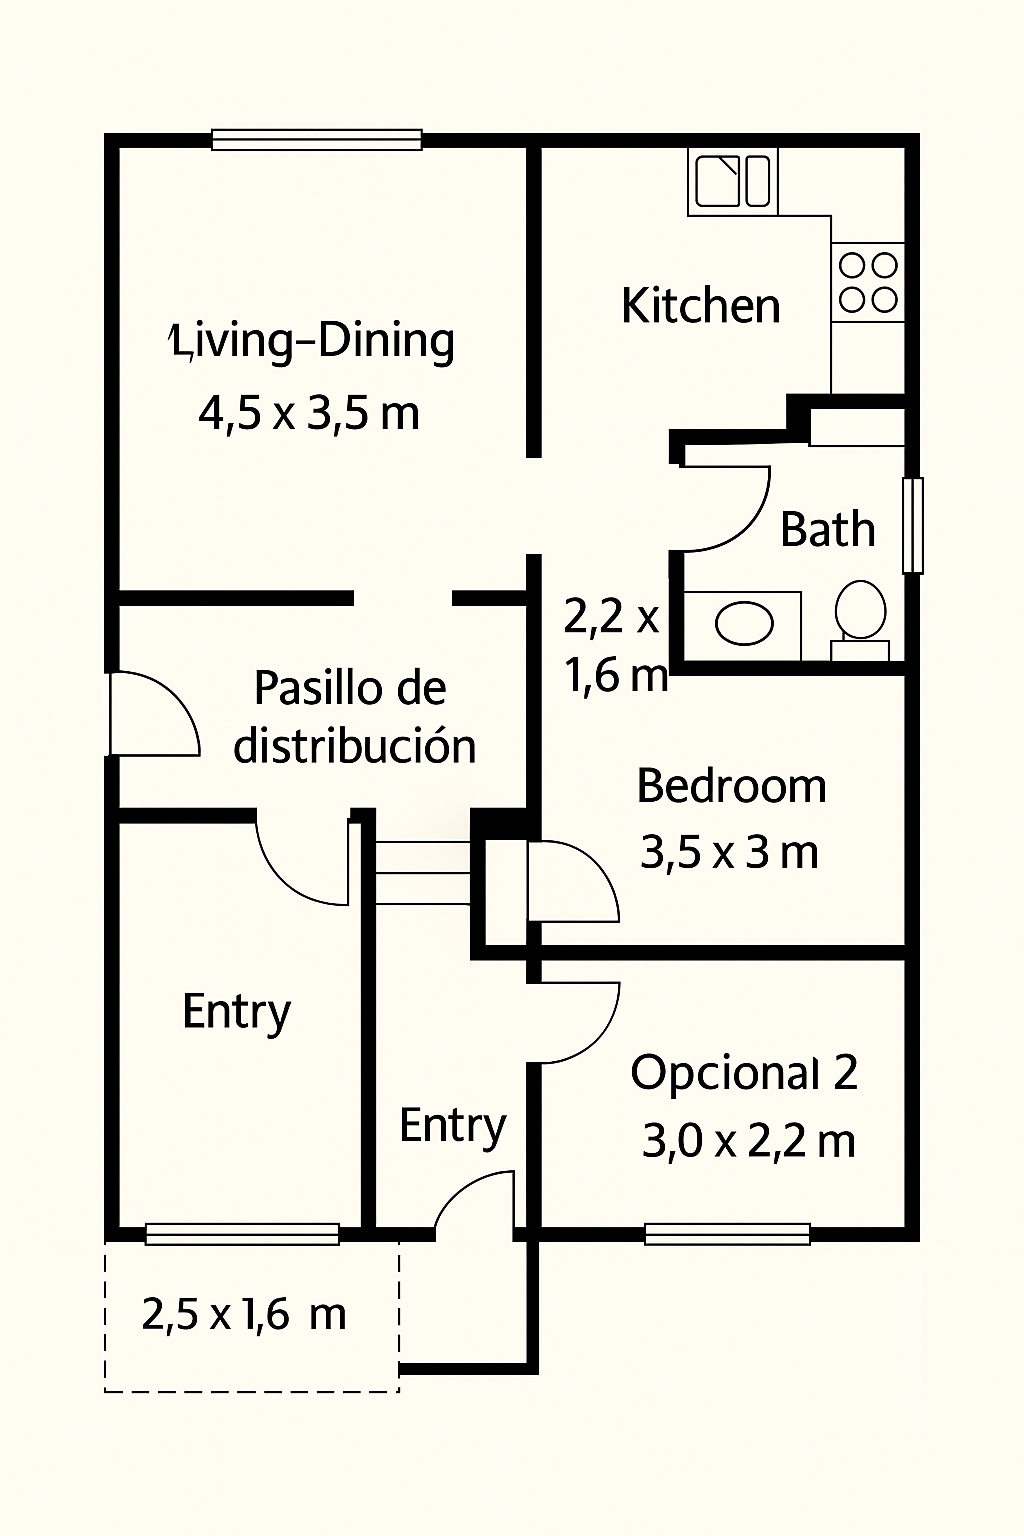 Living–Dining
4,5 x 3,5 m
Kitchen
Bath
2,2 x
1,6 m
Pasillo de
distribución
Bedroom
3,5 x 3 m
Entry
Entry
Opcional 2
3,0 x 2,2 m
2,5 x 1,6 m